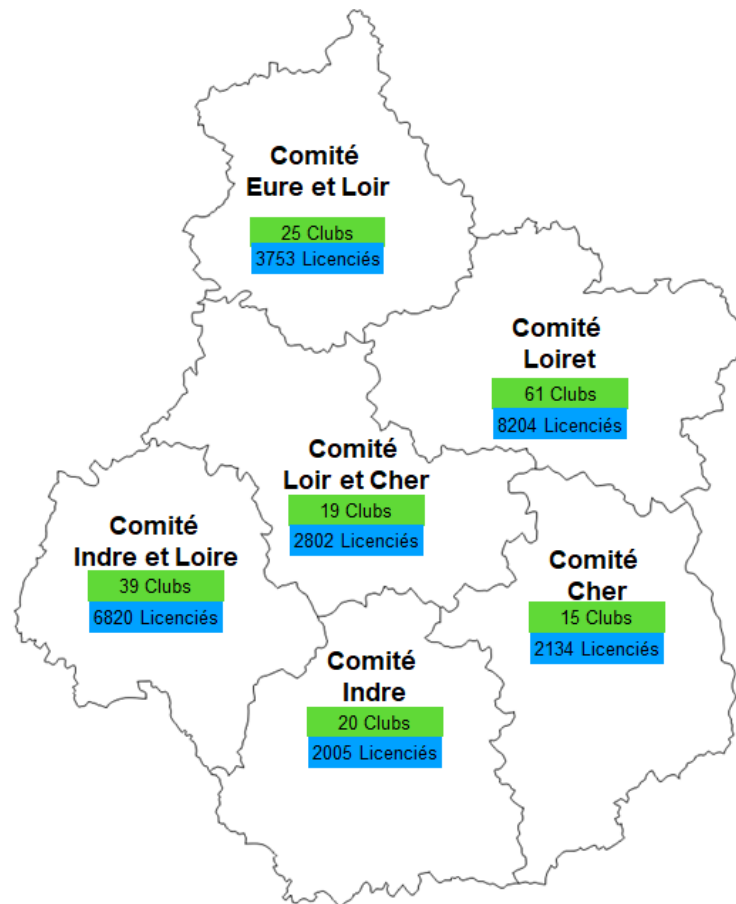 Comité
Eure et Loir
25 Clubs
3753 Licenciés
Comité
Loiret
61 Clubs
8204 Licenciés
Comité
Loir et Cher
19 Clubs
2802 Licenciés
Comité
Indre et Loire
39 Clubs
6820 Licenciés
Comité
Cher
15 Clubs
2134 Licenciés
Comité
Indre
20 Clubs
2005 Licenciés